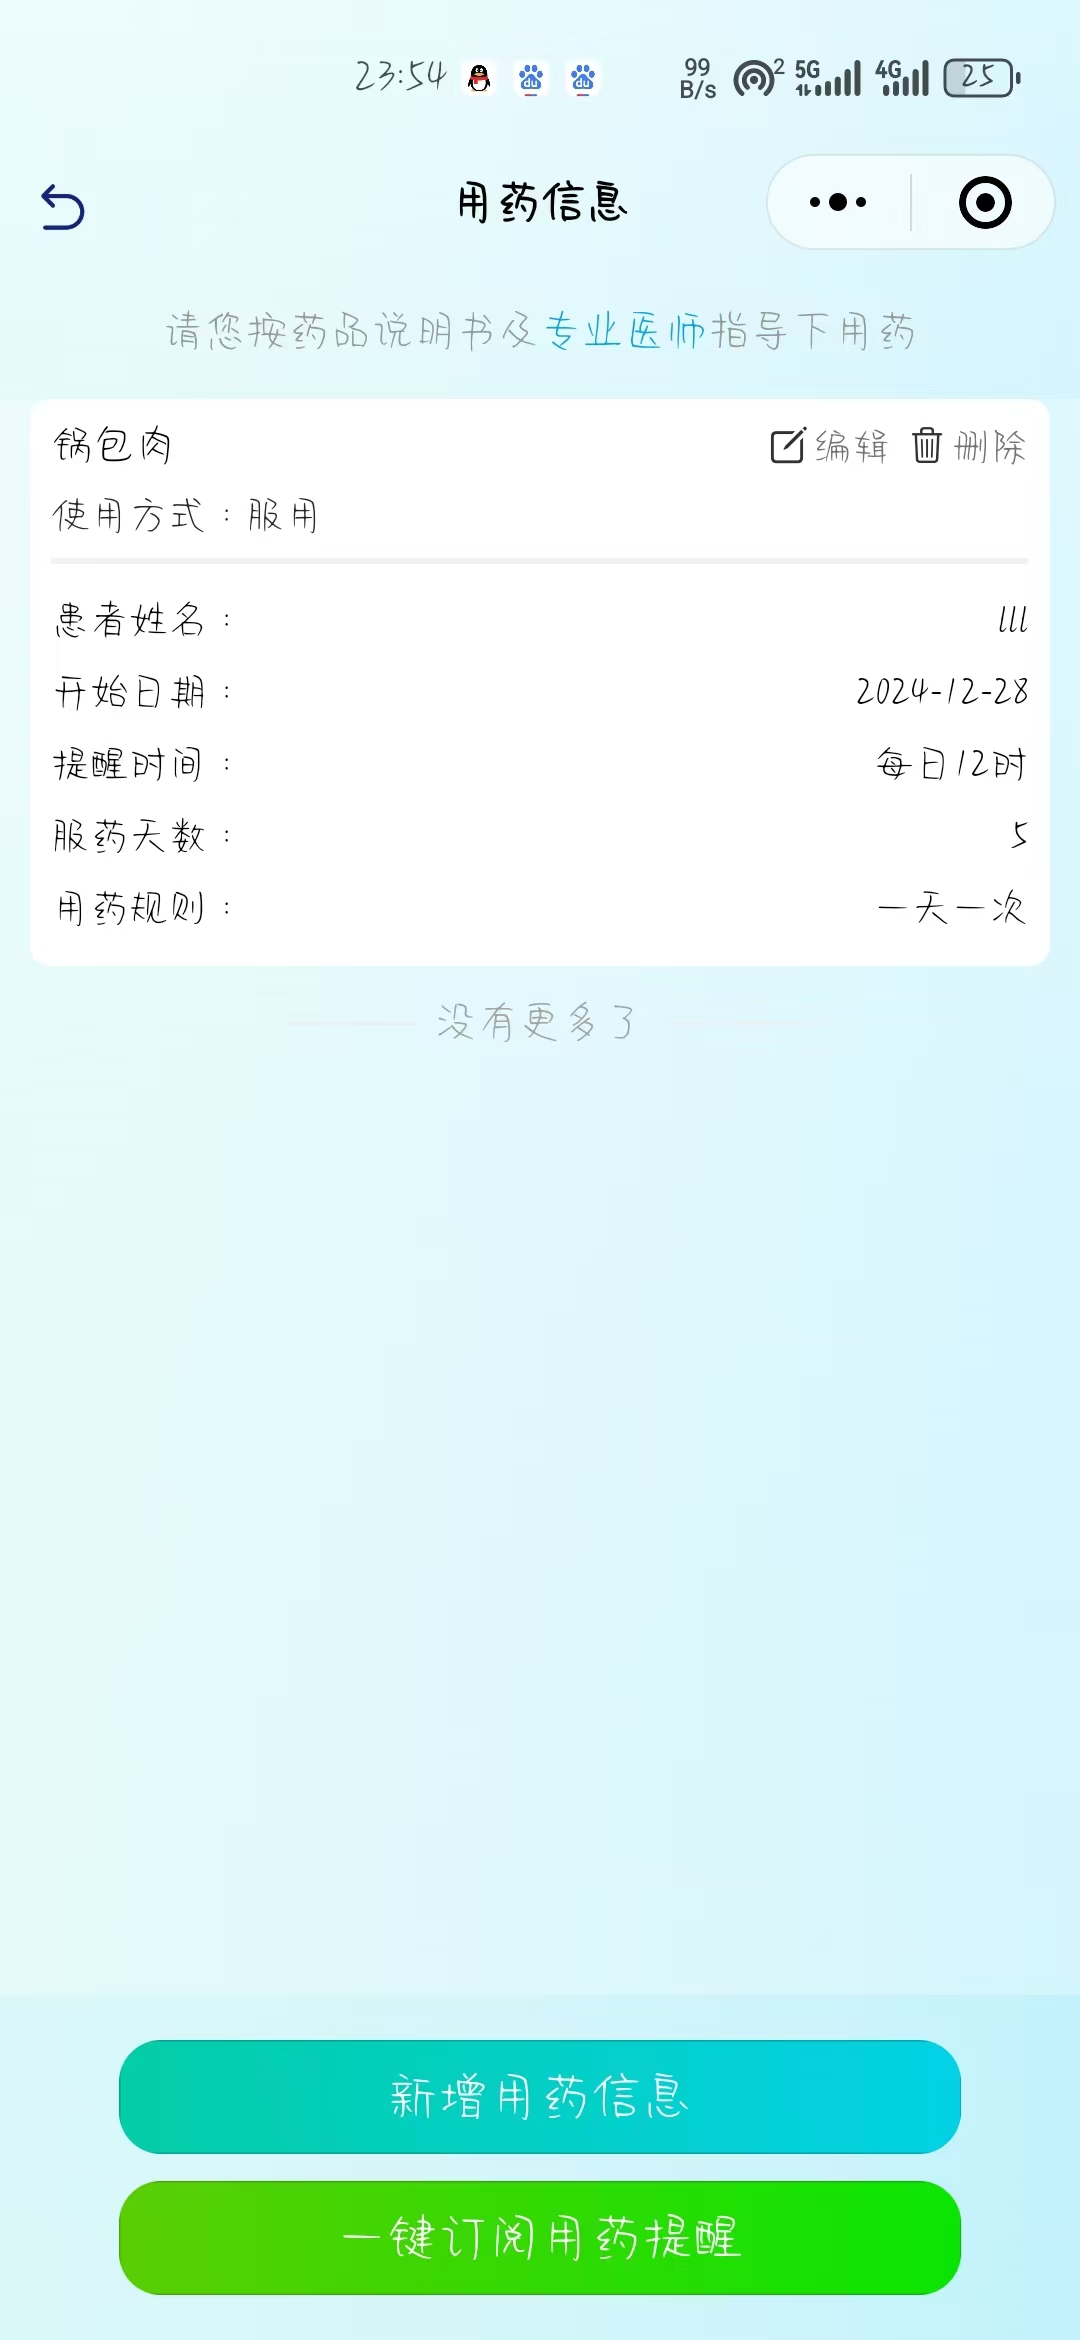 23:54 99 B/s 2 5G 4G 25
用药信息
请您按药品说明书及专业医师指导下用药
锅包肉 编辑 删除
使用方式：服用
患者姓名： lll
开始日期： 2024-12-28
提醒时间： 每日12时
服药天数： 5
用药规则： 一天一次
没有更多了
新增用药信息
一键订阅用药提醒